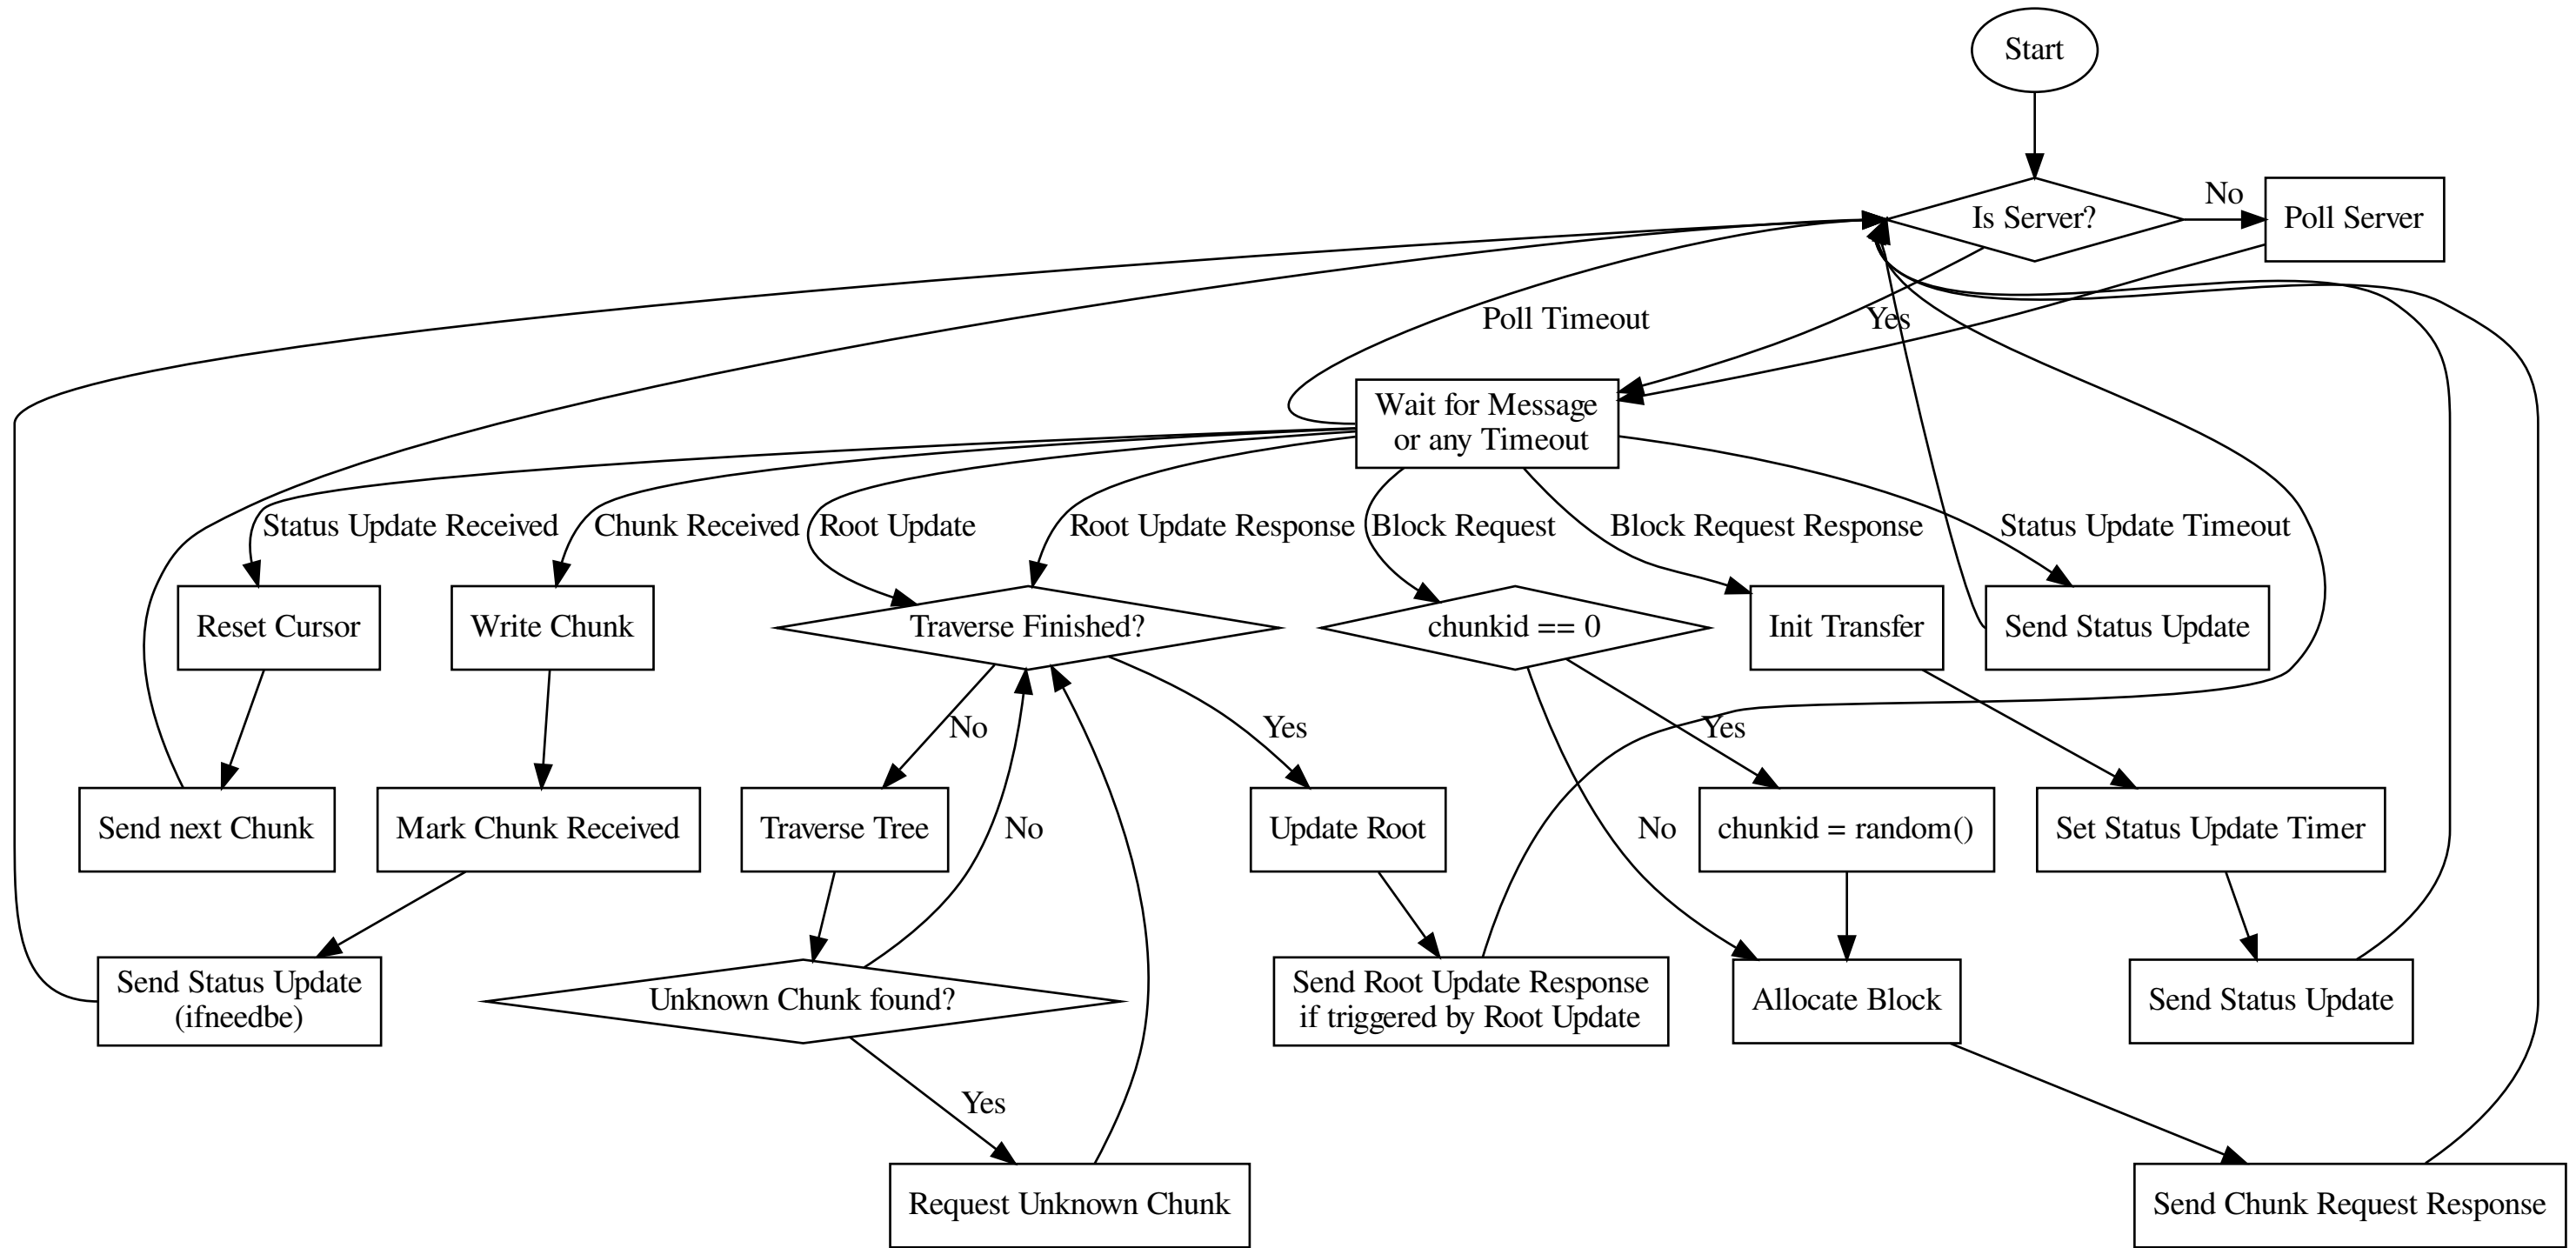 Start
Is Server?
No
Poll Server
Poll Timeout
Yes
Wait for Message
or any Timeout
Status Update Received
Chunk Received
Root Update
Root Update Response
Block Request
Block Request Response
Status Update Timeout
Reset Cursor
Write Chunk
Traverse Finished?
chunkid == 0
Init Transfer
Send Status Update
No
Yes
Yes
Send next Chunk
Mark Chunk Received
Traverse Tree
No
Update Root
No
chunkid = random()
Set Status Update Timer
Send Status Update
(ifneedbe)
Unknown Chunk found?
Send Root Update Response
if triggered by Root Update
Allocate Block
Send Status Update
Yes
Request Unknown Chunk
Send Chunk Request Response